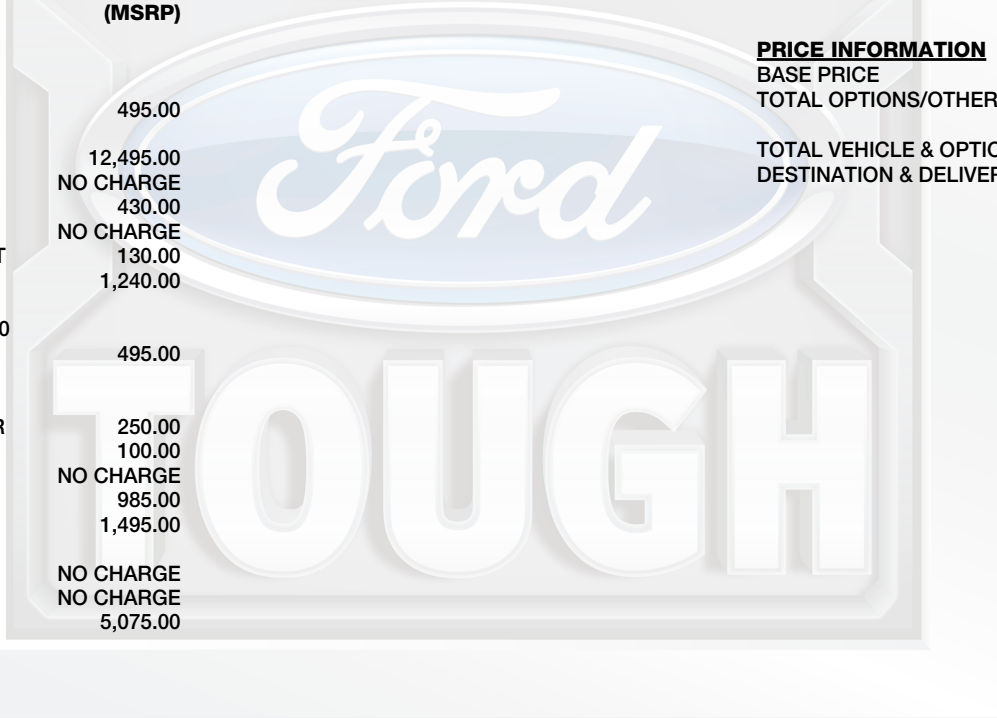 (MSRP)
495.00
12,495.00
NO CHARGE
430.00
NO CHARGE
T 130.00
1,240.00
0
495.00
R 250.00
100.00
NO CHARGE
985.00
1,495.00
NO CHARGE
NO CHARGE
5,075.00
PRICE INFORMATION
BASE PRICE
TOTAL OPTIONS/OTHER
TOTAL VEHICLE & OPTIO
DESTINATION & DELIVER
Ford
TOUGH